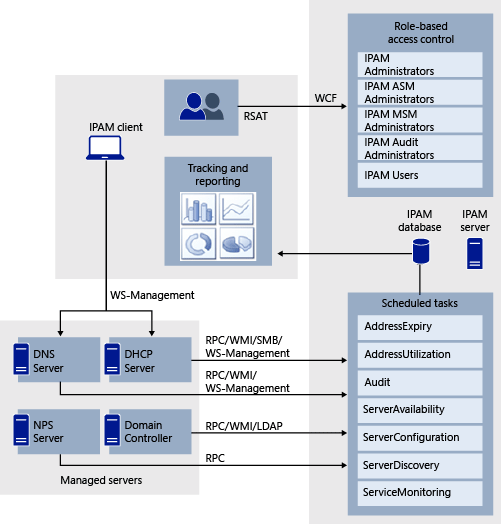 Role-based
access control
IPAM
Administrators
IPAM ASM
Administrators
IPAM MSM
Administrators
IPAM Audit
Administrators
IPAM Users
WCF
RSAT
IPAM client
Tracking and
reporting
IPAM
database
IPAM
server
WS-Management
Scheduled tasks
AddressExpiry
AddressUtilization
Audit
ServerAvailability
ServerConfiguration
ServerDiscovery
ServiceMonitoring
DNS
Server
DHCP
Server
RPC/WMI/SMB/
WS-Management
RPC/WMI/
WS-Management
NPS
Server
Domain
Controller
RPC/WMI/LDAP
RPC
Managed servers